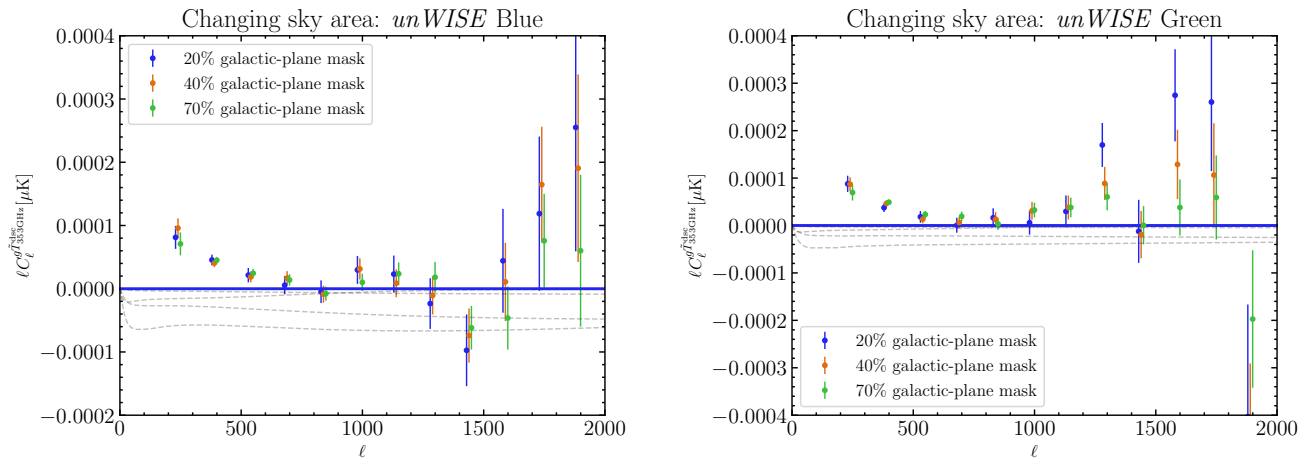 Changing sky area: unWISE Blue
20% galactic-plane mask
40% galactic-plane mask
70% galactic-plane mask
0.0004
0.0003
0.0002
0.0001
0.0000
−0.0001
−0.0002
0 500 1000 1500 2000
ℓ
Changing sky area: unWISE Green
0.0004
0.0003
0.0002
0.0001
0.0000
−0.0001
−0.0002
−0.0003
−0.0004
20% galactic-plane mask
40% galactic-plane mask
70% galactic-plane mask
0 500 1000 1500 2000
ℓ